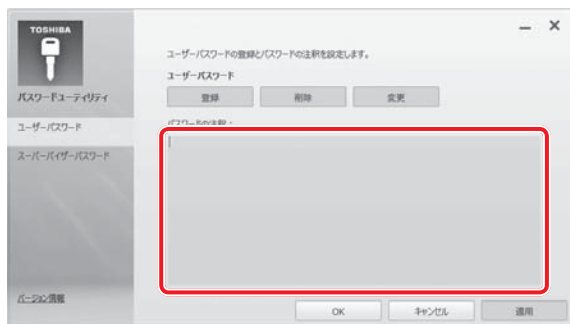 TOSHIBA
パスワードユーティリティ
ユーザーパスワード
スーパーバイザーパスワード
バージョン情報
ユーザーパスワードの登録とパスワードの注釈を設定します。
ユーザーパスワード
登録
削除
変更
パスワードの注釈：
OK
キャンセル
適用